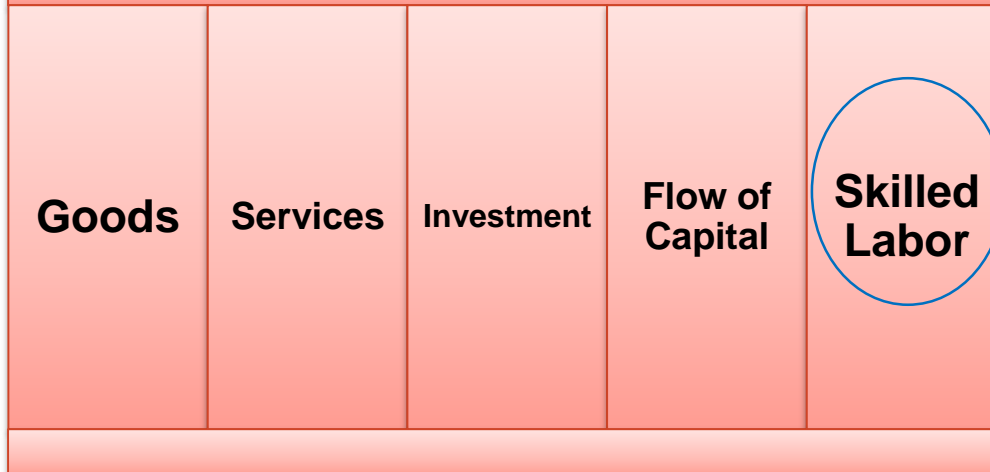 Goods
Services
Investment
Flow of
Capital
Skilled
Labor